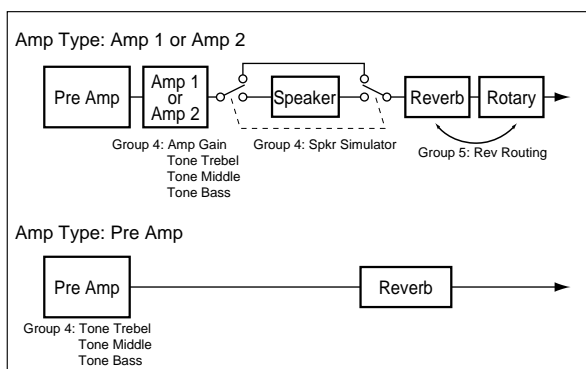 Amp Type: Amp 1 or Amp 2
Pre Amp
Amp 1
or
Amp 2
Speaker
Reverb
Rotary
Group 4: Amp Gain
Tone Trebel
Tone Middle
Tone Bass
Group 4: Spkr Simulator
Group 5: Rev Routing
Amp Type: Pre Amp
Pre Amp
Reverb
Group 4: Tone Trebel
Tone Middle
Tone Bass